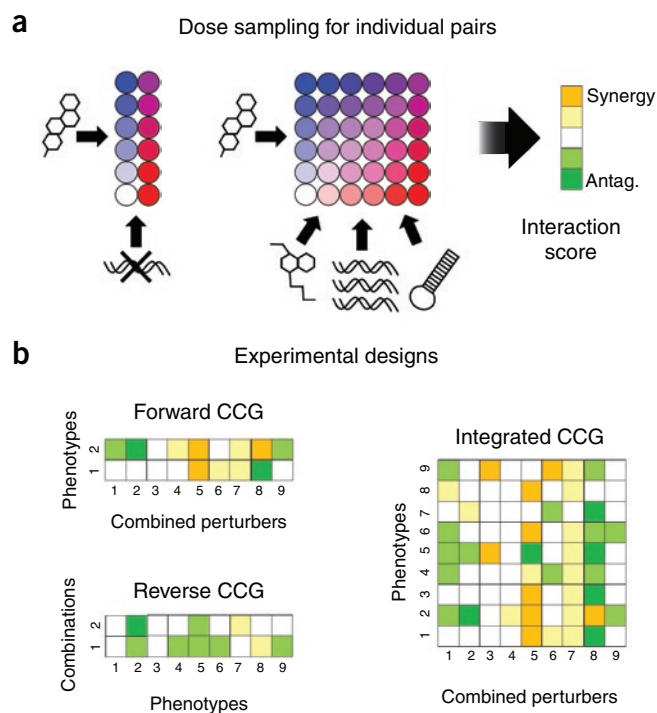 a
Dose sampling for individual pairs
Synergy
Antag.
Interaction
score
b
Experimental designs
Forward CCG
Phenotypes
2
1
1 2 3 4 5 6 7 8 9
Combined perturbers
Reverse CCG
Combinations
2
1
1 2 3 4 5 6 7 8 9
Phenotypes
Integrated CCG
Phenotypes
9
8
7
6
5
4
3
2
1
1 2 3 4 5 6 7 8 9
Combined perturbers